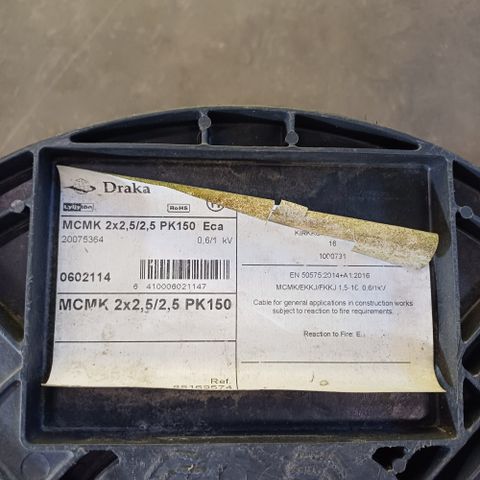 Draka
RoHS
MCMK 2x2,5/2,5 PK150 Eca
20075364 0,6/1 kV
0602114
6 410006021147
MCMK 2x2,5/2,5 PK150
Ref.
16
1000731
EN 50575:2014+A1:2016
MCMK/EKKJ/FKKJ 1,5-16, 0,6/1kV
Cable for general applications in construction works
subject to reaction to fire requirements.
Reaction to Fire: E